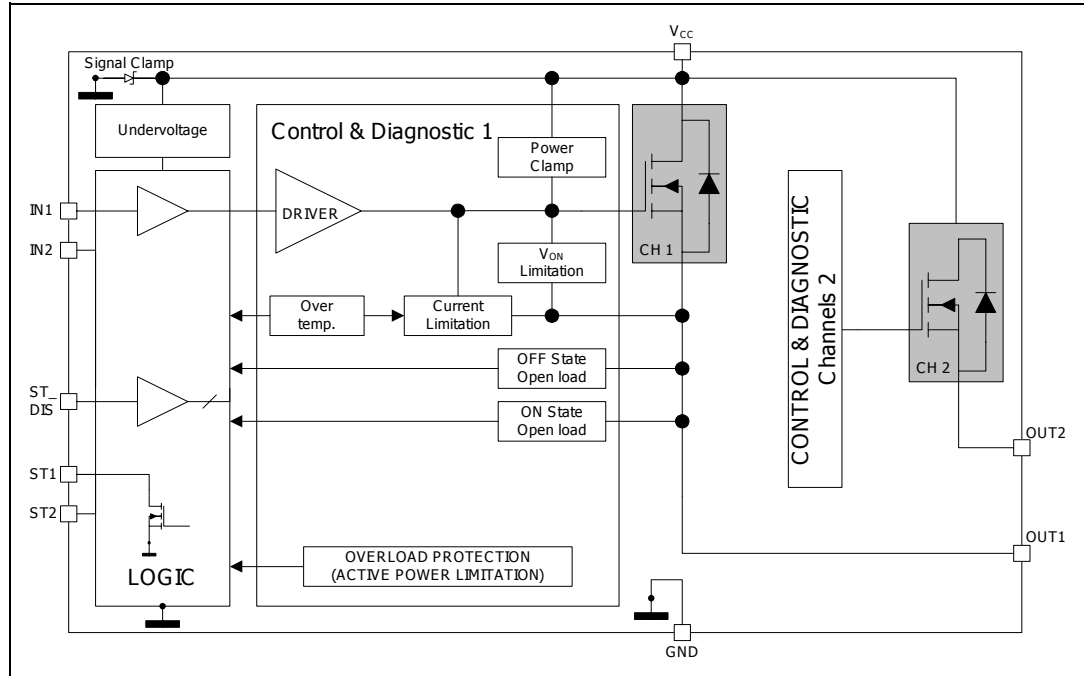 VCC
Signal Clamp
Undervoltage
Control & Diagnostic 1
Power
Clamp
IN1
DRIVER
IN2
CH 1
VON
Limitation
Over
temp.
Current
Limitation
CONTROL & DIAGNOSTIC
Channels 2
CH 2
OFF State
Open load
ST_
DIS
ON State
Open load
OUT2
ST1
ST2
OUT1
LOGIC
OVERLOAD PROTECTION
(ACTIVE POWER LIMITATION)
GND